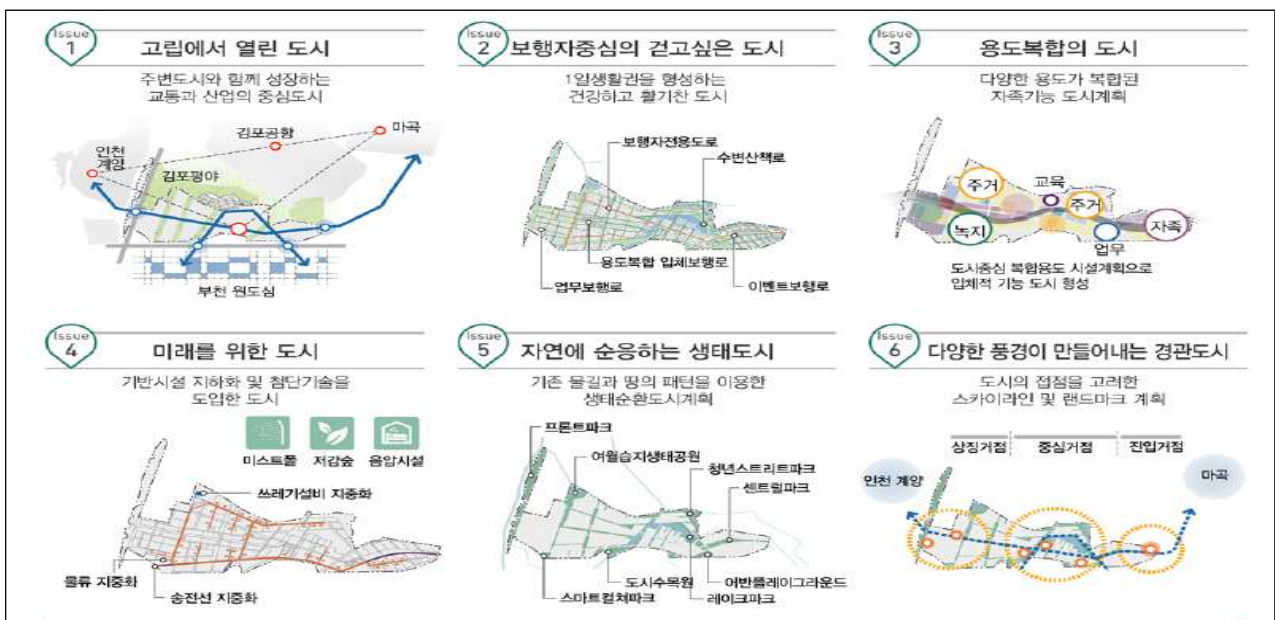 Issue 1
고립에서 열린 도시
주변도시와 함께 성장하는
교통과 산업의 중심도시
인천
계양
김포공항
마곡
김포평야
부천 원도심
Issue 2
보행자중심의 걷고싶은 도시
1일생활권을 형성하는
건강하고 활기찬 도시
보행자전용도로
수변산책로
용도복합 입체보행로
업무보행로
이벤트보행로
Issue 3
용도복합의 도시
다양한 용도가 복합된
자족기능 도시계획
주거
교육
주거
녹지
업무
자족
도시중심 복합용도 시설계획으로
입체적 기능 도시 형성
Issue 4
미래를 위한 도시
기반시설 지하화 및 첨단기술을
도입한 도시
미스트폴
저감숲
음압시설
쓰레기설비 지중화
물류 지중화
송전선 지중화
Issue 5
자연에 순응하는 생태도시
기존 물길과 땅의 패턴을 이용한
생태순환도시계획
프론트파크
여월습지생태공원
청년스트리트파크
센트럴파크
도시수목원
어반플레이그라운드
스마트컬쳐파크
레이크파크
Issue 6
다양한 풍경이 만들어내는 경관도시
도시의 접점을 고려한
스카이라인 및 랜드마크 계획
상징거점
중심거점
진입거점
인천 계양
마곡